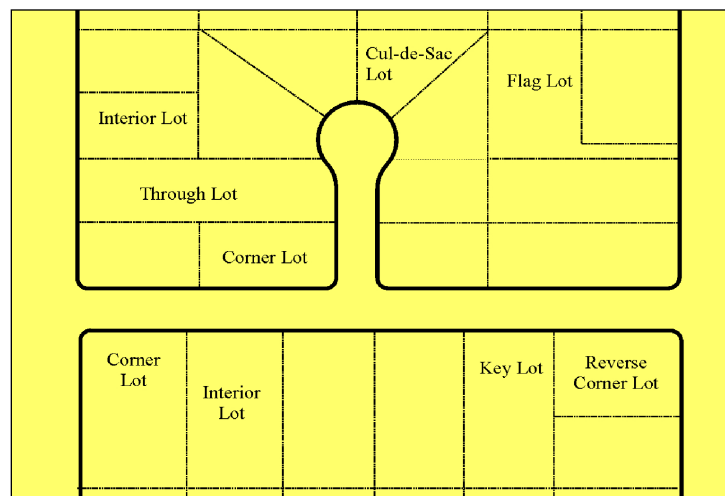 Cul-de-Sac
Lot
Flag Lot
Interior Lot
Through Lot
Corner Lot
Corner
Lot
Interior
Lot
Key Lot
Reverse
Corner Lot